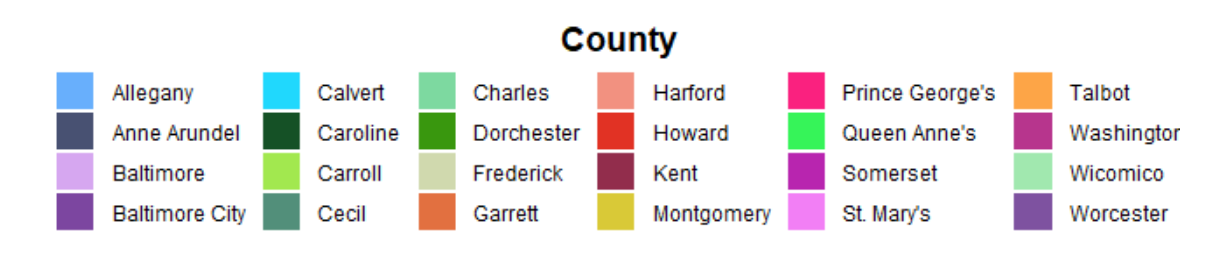 County
Allegany Calvert Charles Harford Prince George's Talbot
Anne Arundel Caroline Dorchester Howard Queen Anne's Washingtor
Baltimore Carroll Frederick Kent Somerset Wicomico
Baltimore City Cecil Garrett Montgomery St. Mary's Worcester